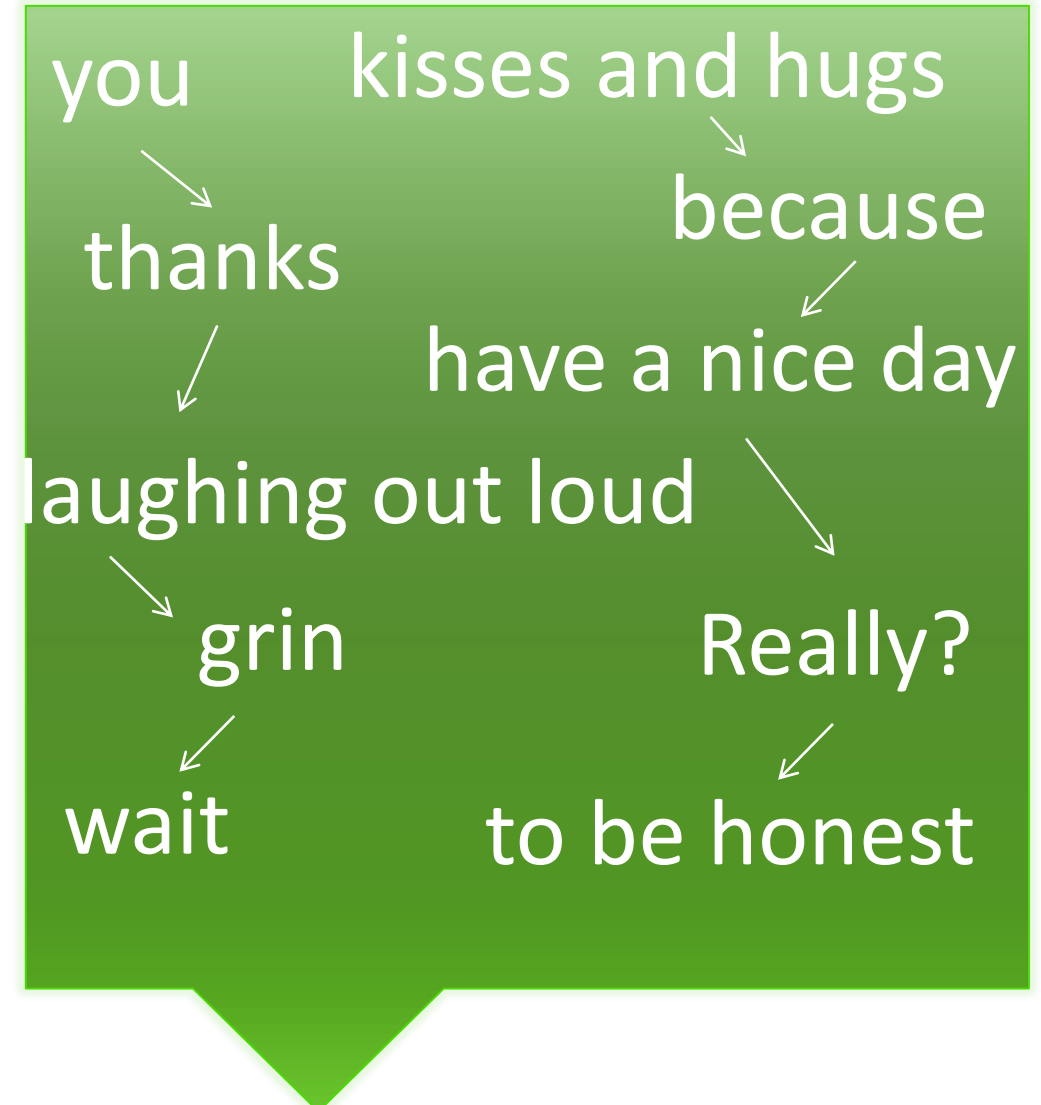 you
thanks
laughing out loud
grin
wait
kisses and hugs
because
have a nice day
Really?
to be honest